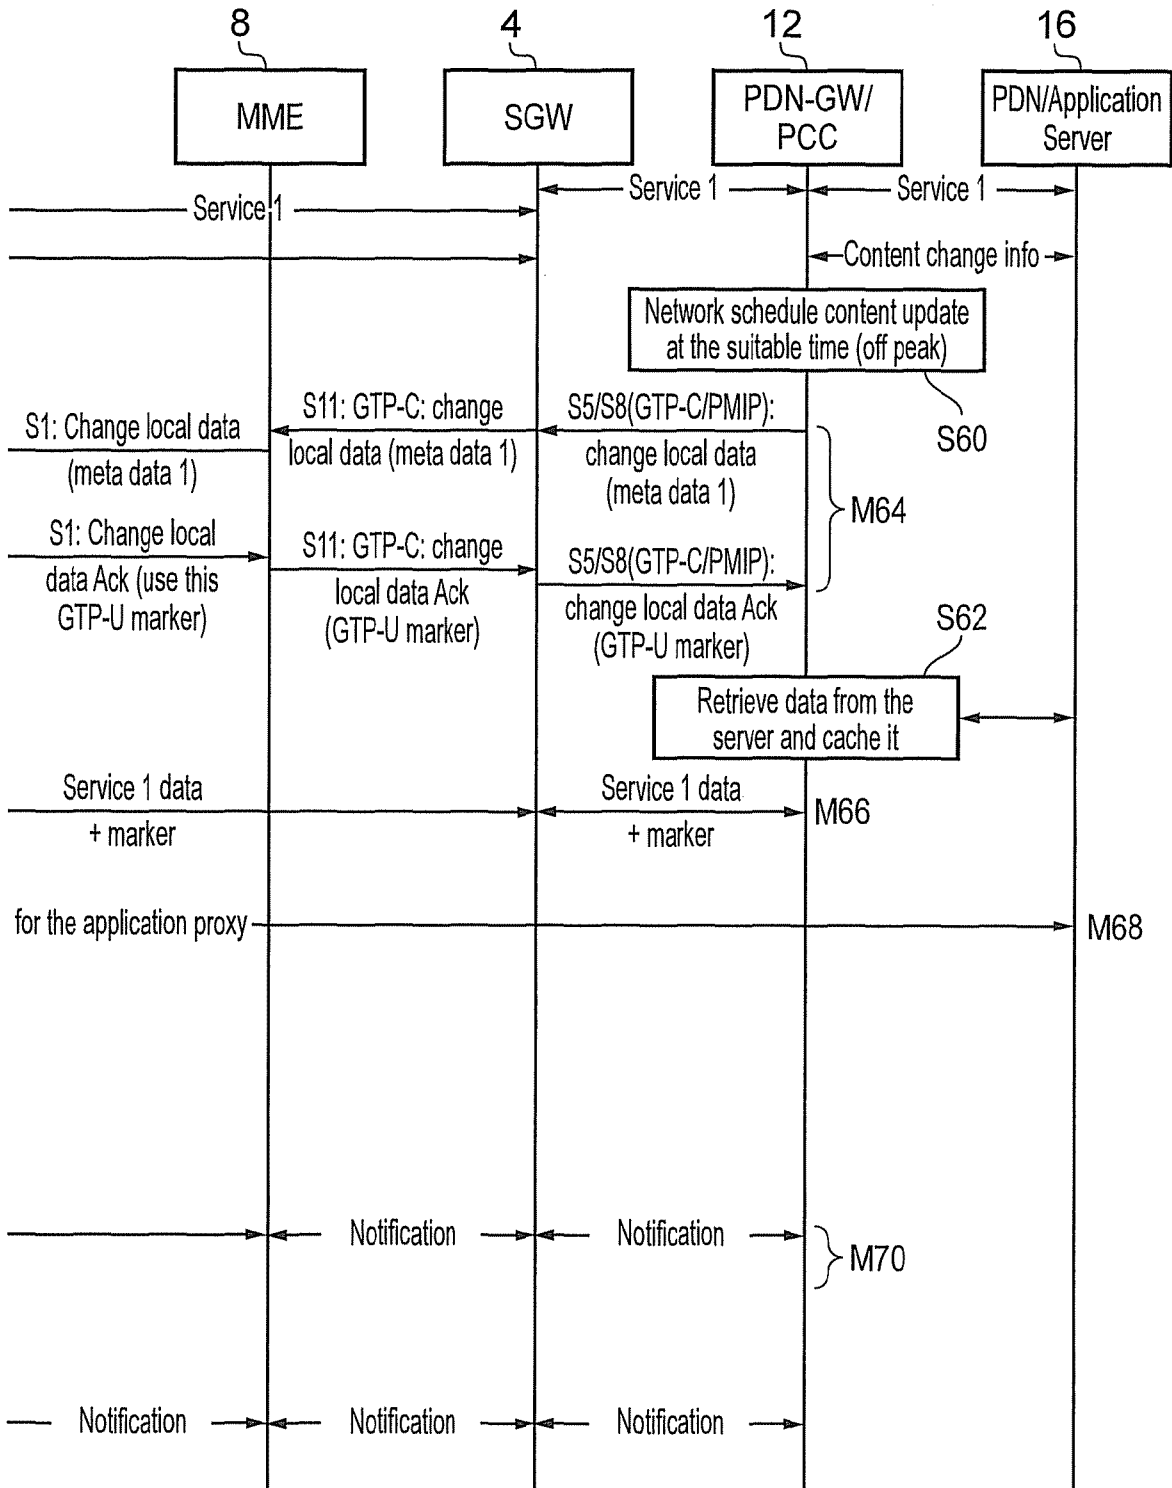 8
4
12
16
MME
SGW
PDN-GW/
PCC
PDN/Application
Server
Service 1
Service 1
Service 1
Content change info
Network schedule content update
at the suitable time (off peak)
S60
S1: Change local data
(meta data 1)
S11: GTP-C: change
local data (meta data 1)
S5/S8(GTP-C/PMIP):
change local data
(meta data 1)
M64
S1: Change local
data Ack (use this
GTP-U marker)
S11: GTP-C: change
local data Ack
(GTP-U marker)
S5/S8(GTP-C/PMIP):
change local data Ack
(GTP-U marker)
S62
Retrieve data from the
server and cache it
Service 1 data
+ marker
Service 1 data
+ marker
M66
for the application proxy
M68
Notification
Notification
M70
Notification
Notification
Notification